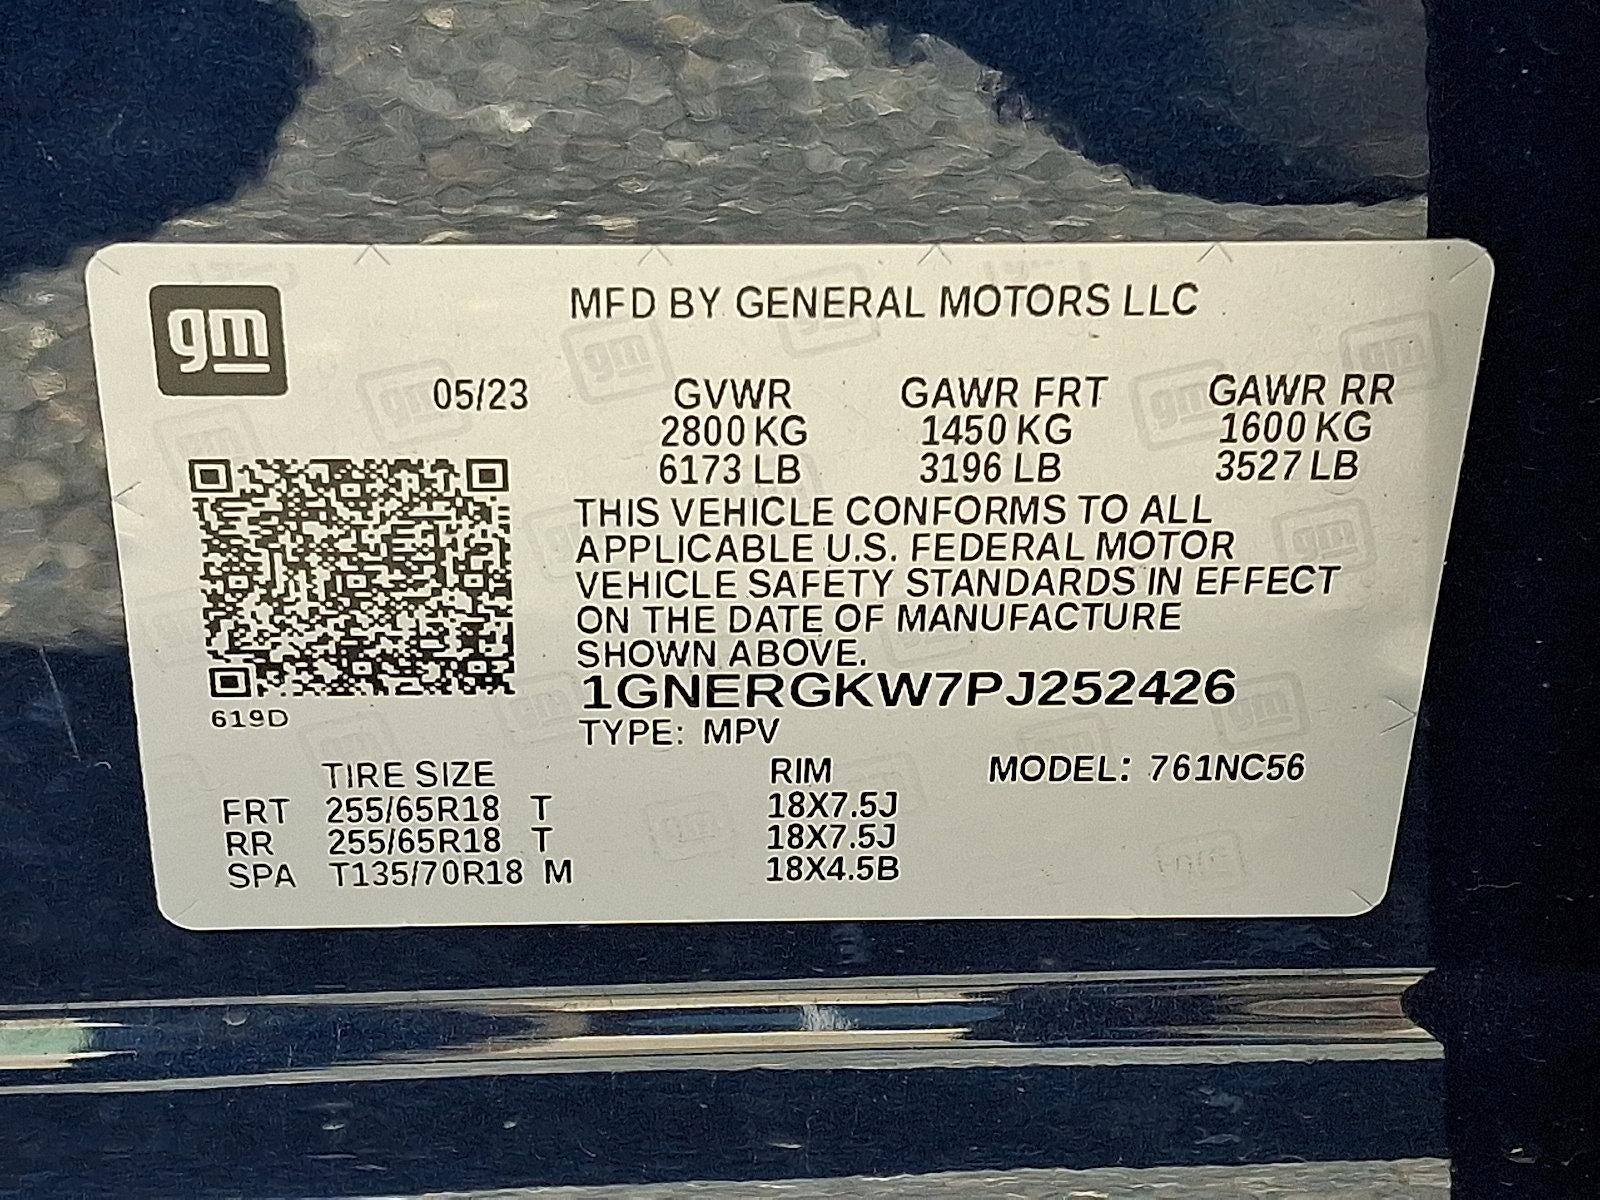 gm
MFD BY GENERAL MOTORS LLC
05/23 GVWR GAWR FRT GAWR RR
2800 KG 1450 KG 1600 KG
6173 LB 3196 LB 3527 LB
THIS VEHICLE CONFORMS TO ALL
APPLICABLE U.S. FEDERAL MOTOR
VEHICLE SAFETY STANDARDS IN EFFECT
ON THE DATE OF MANUFACTURE
SHOWN ABOVE.
1GNERGKW7PJ252426
619D
TYPE: MPV
TIRE SIZE RIM MODEL: 761NC56
FRT 255/65R18 T 18X7.5J
RR 255/65R18 T 18X7.5J
SPA T135/70R18 M 18X4.5B